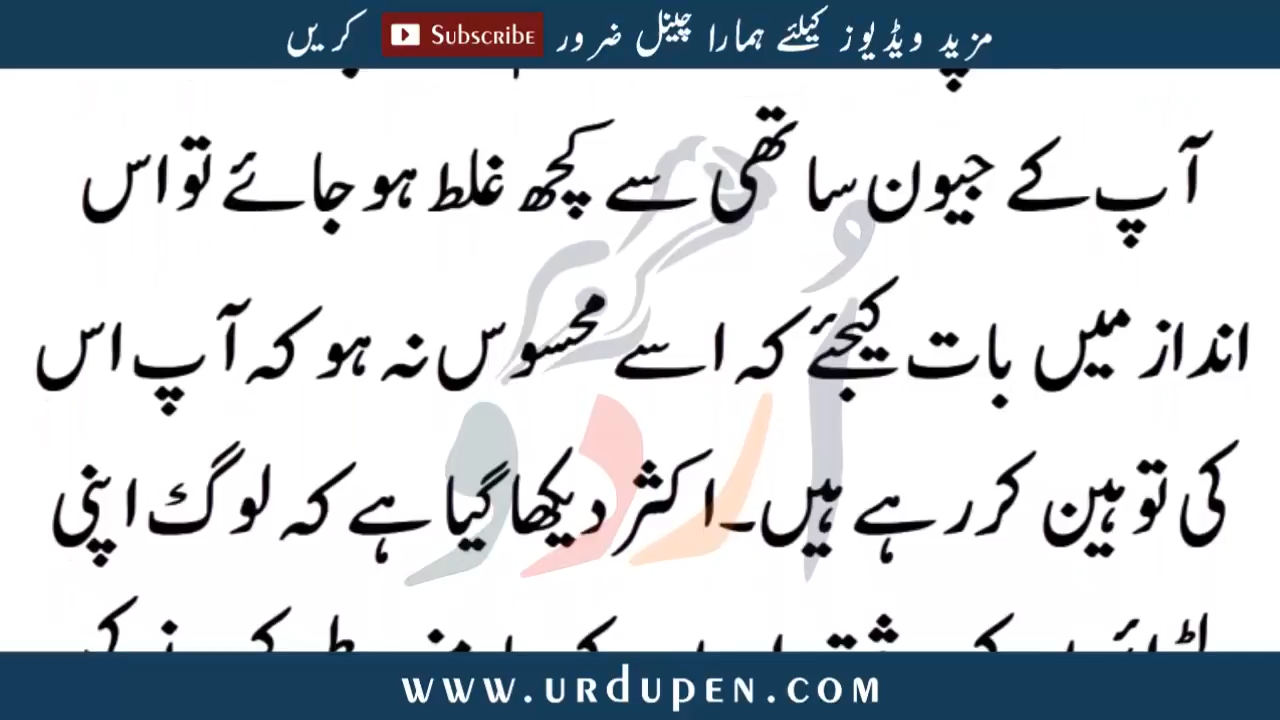 مزید ویڈیوز کیلئے ہمارا چینل ضرور Subscribe کریں
آپ کے جیون ساتھی سے کچھ غلط ہو جائے تو اس
انداز میں بات کیجئے کہ اسے محسوس نہ ہو کہ آپ اس
کی توہین کر رہے ہیں۔ اکثر دیکھا گیا ہے کہ لوگ اپنی
اُردو
WWW.URDUPEN.COM